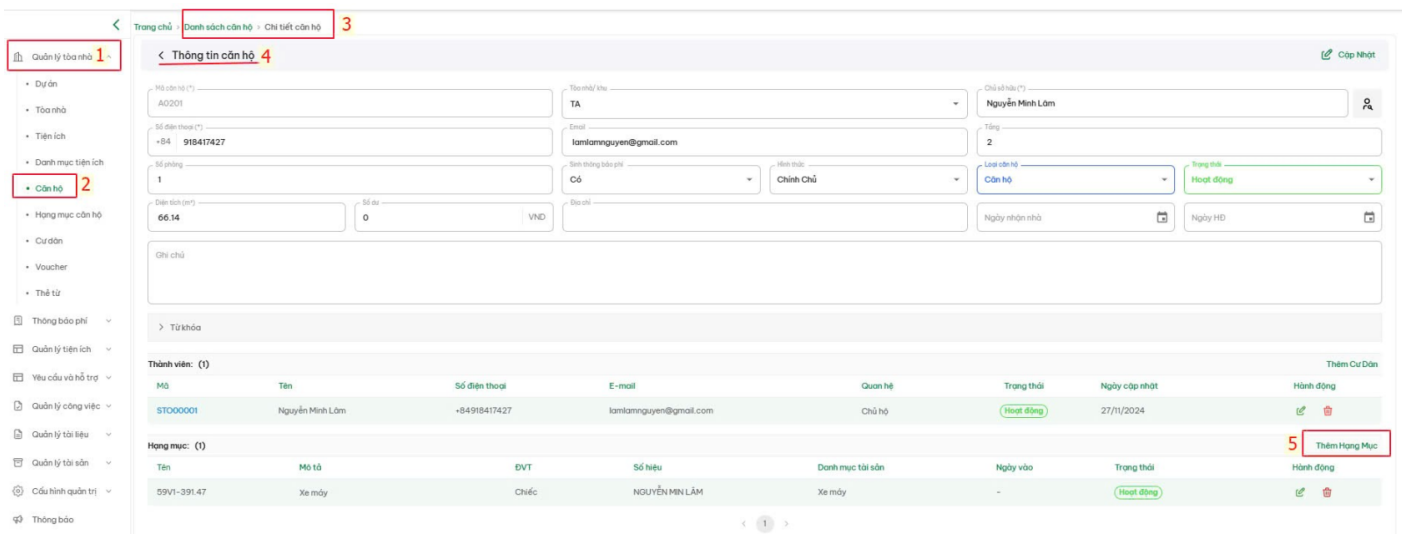 Trang chủ › Danh sách căn hộ › Chi tiết căn hộ 3
Quản lý tòa nhà 1
Dự án
Tòa nhà
Tiện ích
Danh mục tiện ích
Căn hộ 2
Hạng mục căn hộ
Cư dân
Voucher
Thẻ từ
Thông báo phí
Quản lý tiện ích
Yêu cầu và hỗ trợ
Quản lý công việc
Quản lý tài liệu
Quản lý tài sản
Cấu hình quản trị
Thông báo
Thông tin căn hộ 4 Cập Nhật
Mã căn hộ (*) Tòa nhà/ khu Chủ sở hữu (*)
A0201 TA Nguyễn Minh Lâm
Số điện thoại (*) Email Tầng
+84 918417427 lamlamnguyen@gmail.com 2
Số phòng Sinh thông báo phí Hình thức Loại căn hộ Trạng thái
1 Có Chính Chủ Căn hộ Hoạt động
Diện tích (m²) Số dư Địa chỉ
66.14 0 VND Ngày nhận nhà Ngày HĐ
Ghi chú
Từ khóa
Thành viên: (1) Thêm Cư Dân
Mã Tên Số điện thoại E-mail Quan hệ Trạng thái Ngày cập nhật Hành động
STO00001 Nguyễn Minh Lâm +84918417427 lamlamnguyen@gmail.com Chủ hộ Hoạt động 27/11/2024
Hạng mục: (1) 5 Thêm Hạng Mục
Tên Mô tả ĐVT Số hiệu Danh mục tài sản Ngày vào Trạng thái Hành động
59V1-391.47 Xe máy Chiếc NGUYỄN MIN LÂM Xe máy - Hoạt động
‹ 1 ›